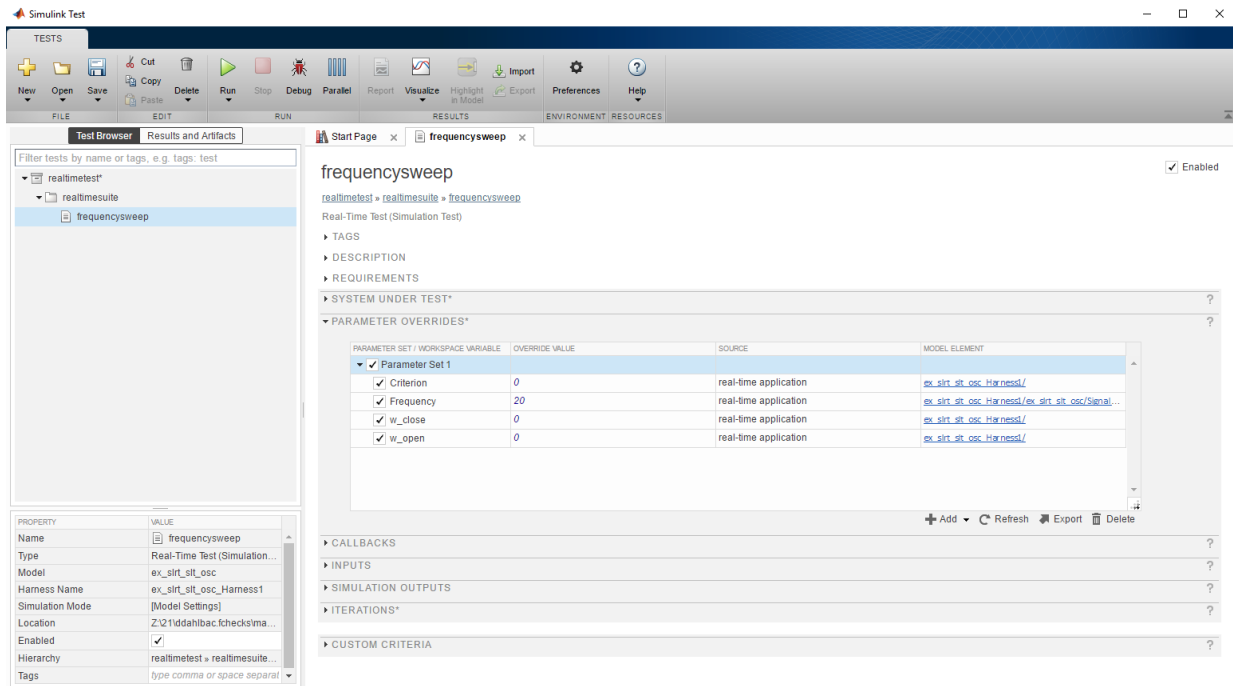 Simulink Test
TESTS
New
Open
Save
Cut
Copy
Paste
Delete
Run
Stop
Debug
Parallel
Report
Visualize
Highlight
in Model
Import
Export
Preferences
Help
FILE
EDIT
RUN
RESULTS
ENVIRONMENT
RESOURCES
Test Browser
Results and Artifacts
Start Page
frequencysweep
Filter tests by name or tags, e.g. tags: test
realtimetest*
realtimesuite
frequencysweep
PROPERTY VALUE
Name frequencysweep
Type Real-Time Test (Simulation...
Model ex_slrt_slt_osc
Harness Name ex_slrt_slt_osc_Harness1
Simulation Mode [Model Settings]
Location Z:\21\ddahlbac.fchecks\ma...
Enabled
Hierarchy realtimetest » realtimesuite...
Tags type comma or space separat
frequencysweep
Enabled
realtimetest » realtimesuite » frequencysweep
Real-Time Test (Simulation Test)
TAGS
DESCRIPTION
REQUIREMENTS
SYSTEM UNDER TEST* ?
PARAMETER OVERRIDES* ?
PARAMETER SET / WORKSPACE VARIABLE OVERRIDE VALUE SOURCE MODEL ELEMENT
Parameter Set 1
Criterion 0 real-time application ex_slrt_slt_osc_Harness1/
Frequency 20 real-time application ex_slrt_slt_osc_Harness1/ex_slrt_slt_osc/Signal...
w_close 0 real-time application ex_slrt_slt_osc_Harness1/
w_open 0 real-time application ex_slrt_slt_osc_Harness1/
Add Refresh Export Delete
CALLBACKS ?
INPUTS ?
SIMULATION OUTPUTS ?
ITERATIONS* ?
CUSTOM CRITERIA ?